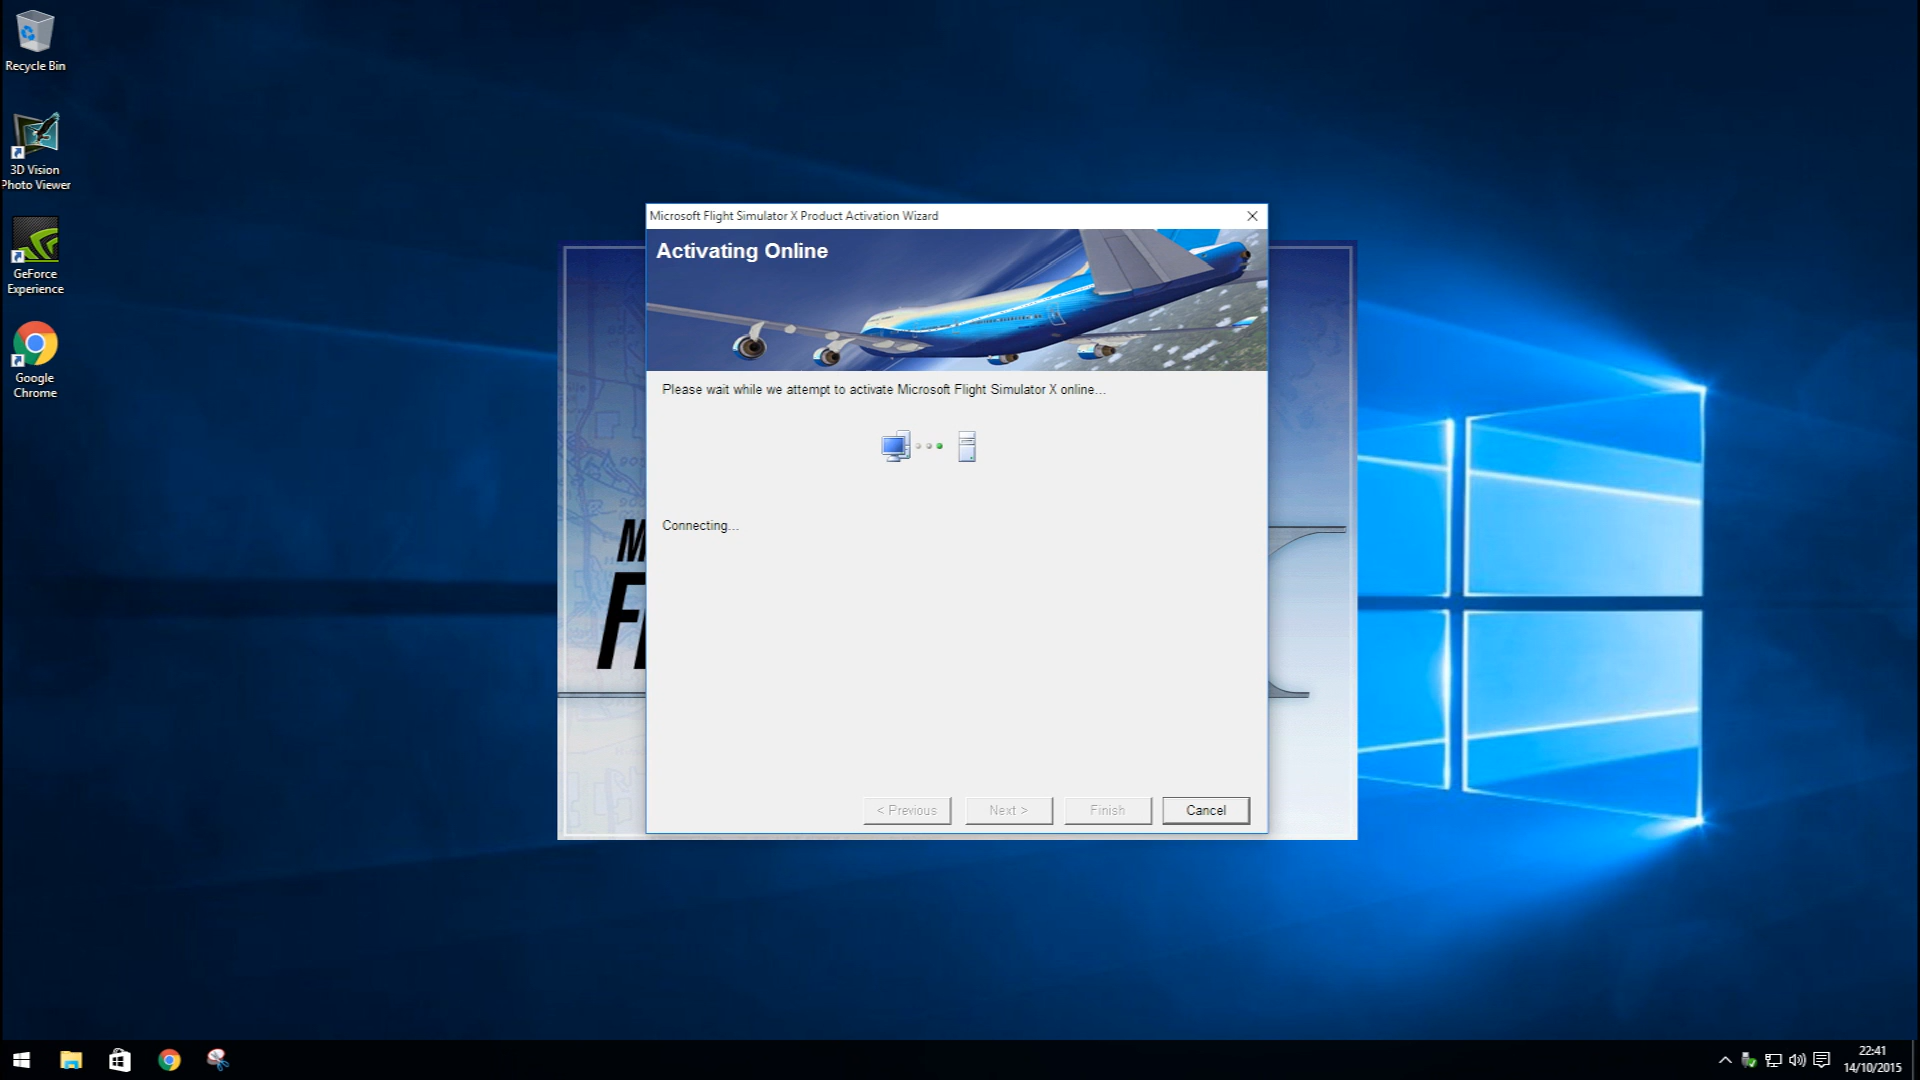 Recycle Bin
3D Vision
Photo Viewer
GeForce
Experience
Google
Chrome
Microsoft Flight Simulator X Product Activation Wizard
Activating Online
Please wait while we attempt to activate Microsoft Flight Simulator X online...
Connecting...
< Previous
Next >
Finish
Cancel
22:41
14/10/2015